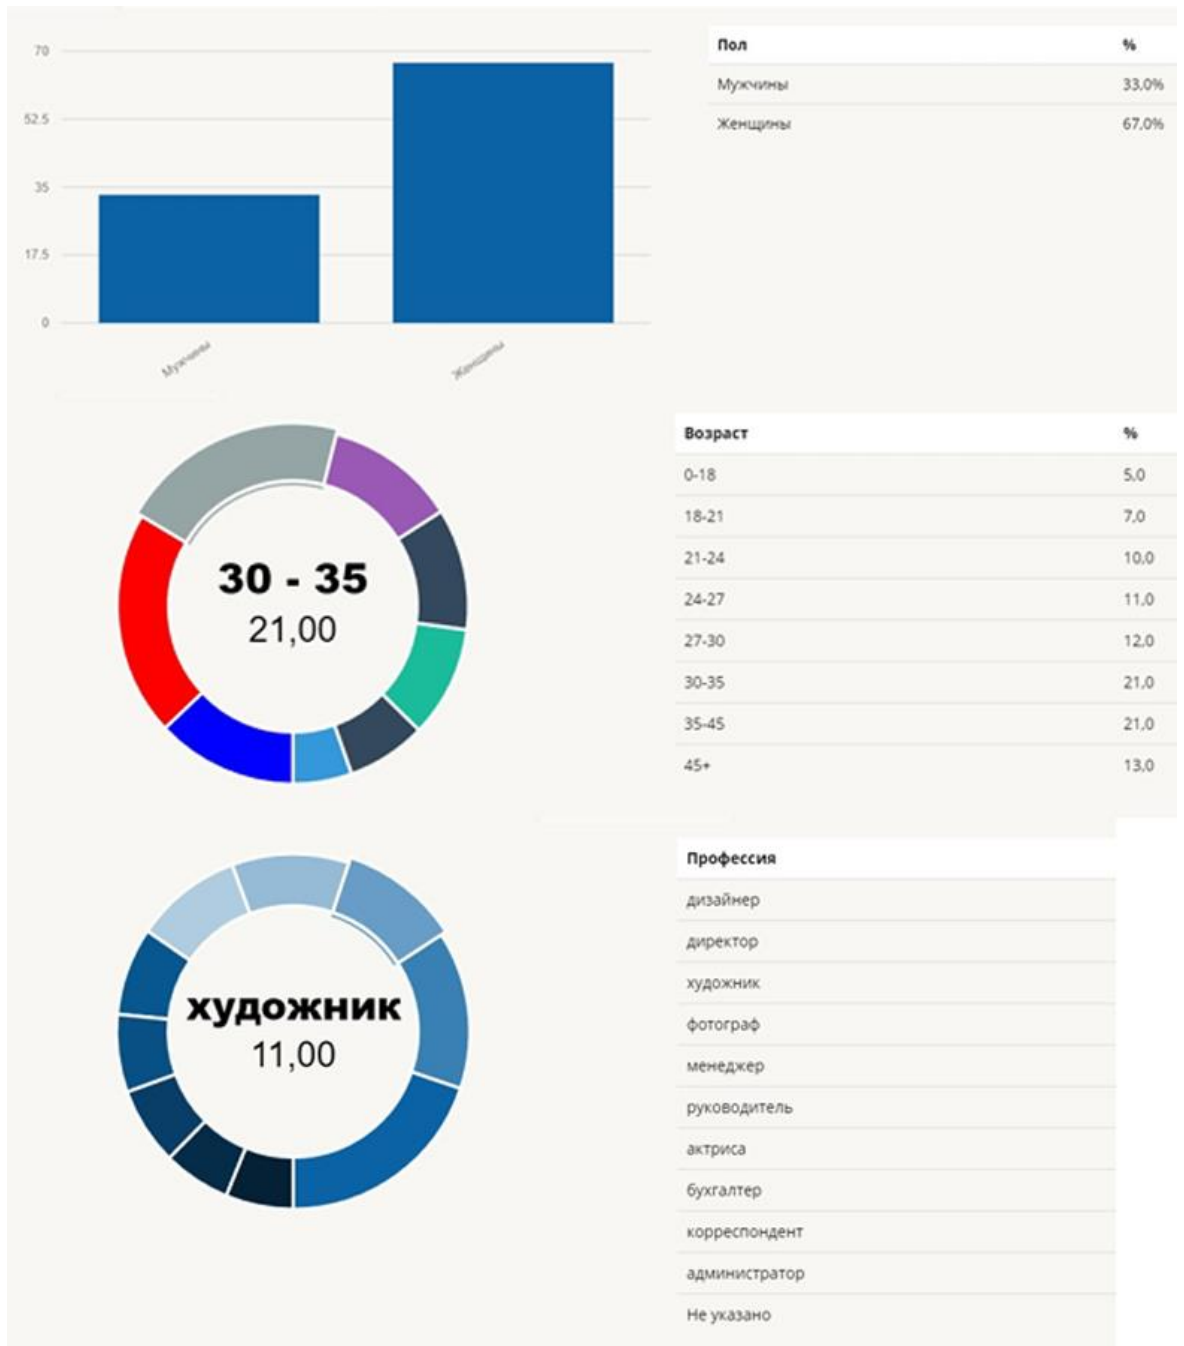 70
52.5
35
17.5
0
Мужчины
Женщины
Пол %
Мужчины 33,0%
Женщины 67,0%
30 - 35
21,00
Возраст %
0-18 5,0
18-21 7,0
21-24 10,0
24-27 11,0
27-30 12,0
30-35 21,0
35-45 21,0
45+ 13,0
художник
11,00
Профессия
дизайнер
директор
художник
фотограф
менеджер
руководитель
актриса
бухгалтер
корреспондент
администратор
Не указано